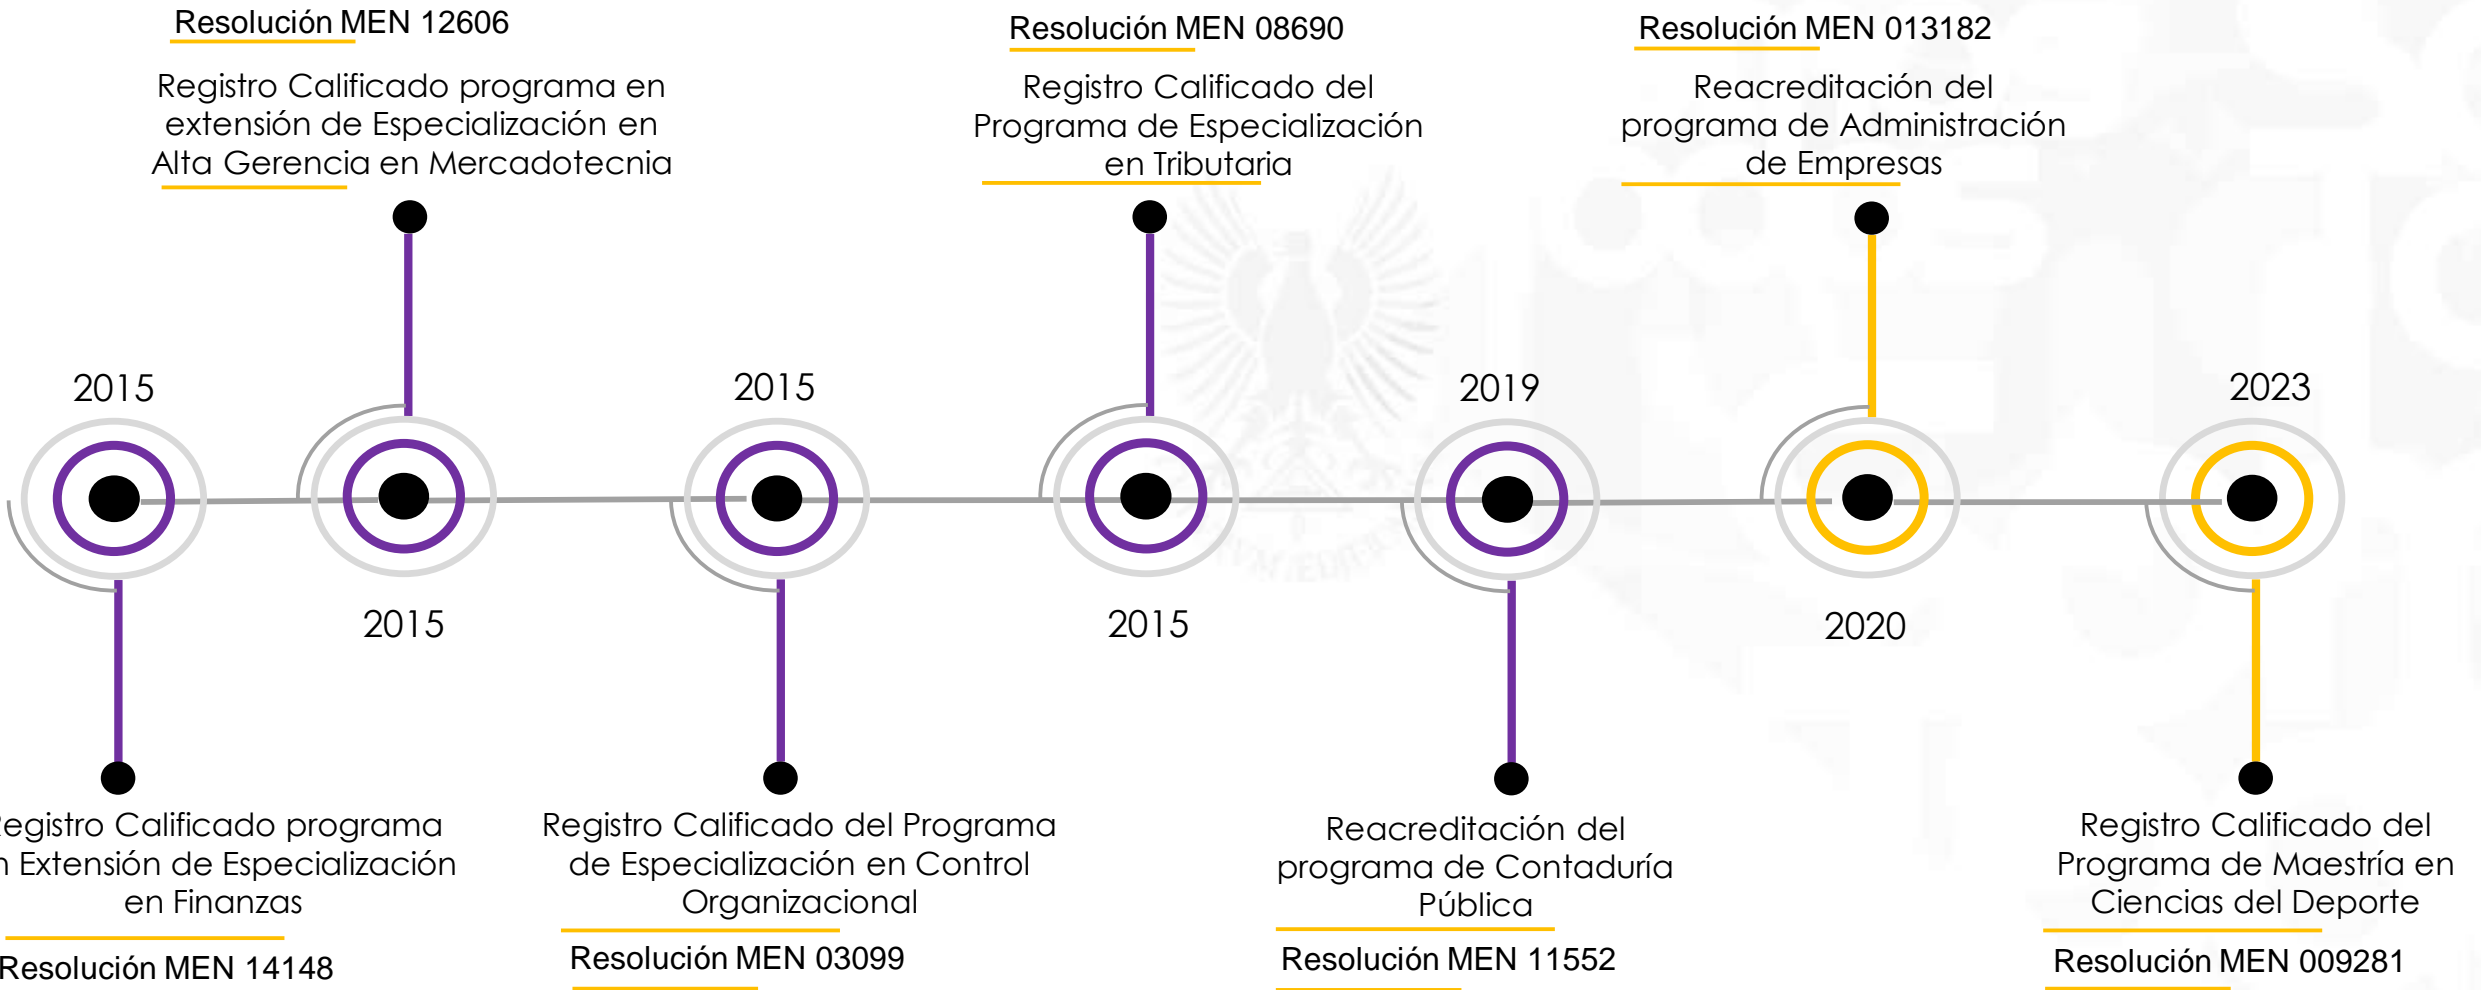 Resolución MEN 12606
Registro Calificado programa en
extensión de Especialización en
Alta Gerencia en Mercadotecnia
Resolución MEN 08690
Registro Calificado del
Programa de Especialización
en Tributaria
Resolución MEN 013182
Reacreditación del
programa de Administración
de Empresas
2015
2015
2019
2023
2015
2015
2020
Registro Calificado programa
Extensión de Especialización
en Finanzas
Resolución MEN 14148
Registro Calificado del Programa
de Especialización en Control
Organizacional
Resolución MEN 03099
Reacreditación del
programa de Contaduría
Pública
Resolución MEN 11552
Registro Calificado del
Programa de Maestría en
Ciencias del Deporte
Resolución MEN 009281